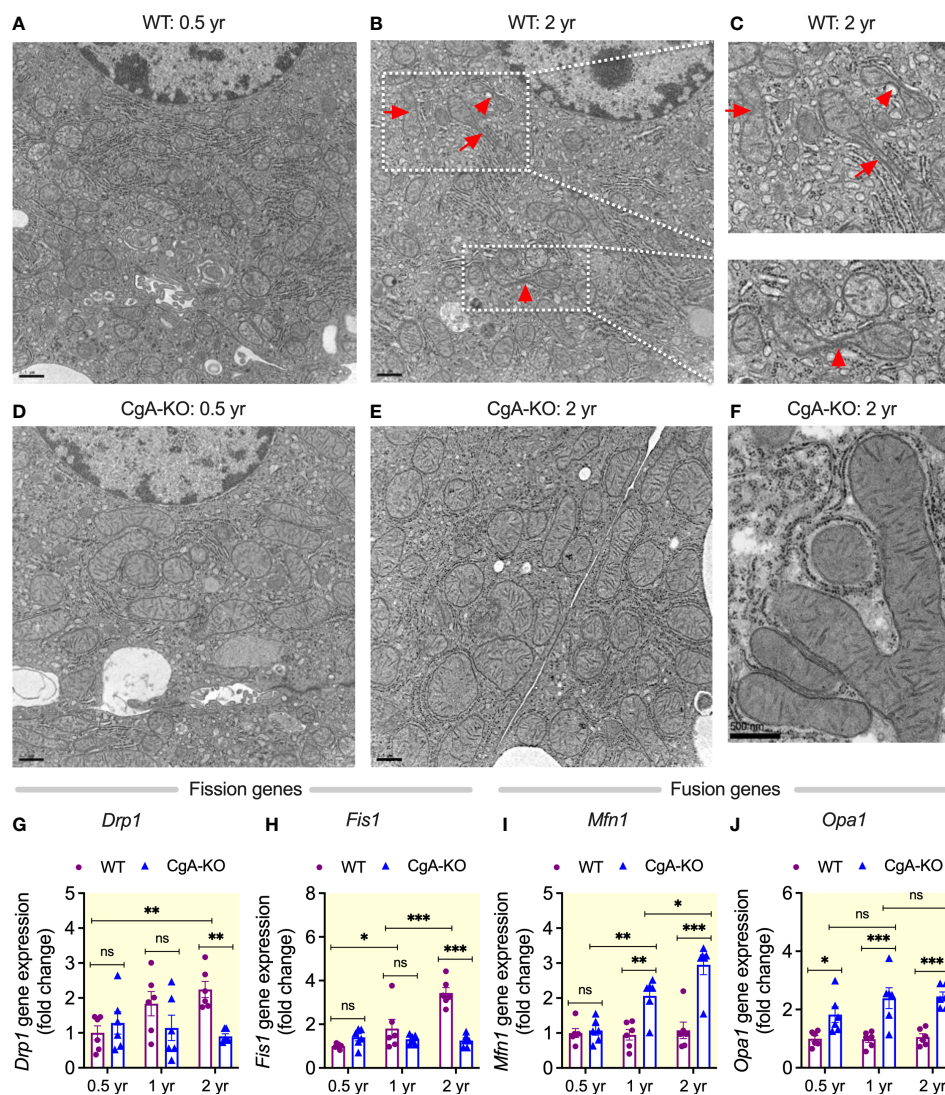 A WT: 0.5 yr B WT: 2 yr C WT: 2 yr
D CgA-KO: 0.5 yr E CgA-KO: 2 yr F CgA-KO: 2 yr
500 nm
Fission genes Fusion genes
G Drp1 H Fis1 I Mfn1 J Opa1
WT CgA-KO WT CgA-KO WT CgA-KO WT CgA-KO
Drp1 gene expression
(fold change)
5
4
3
2
1
0
**
ns
ns
**
0.5 yr 1 yr 2 yr
Fis1 gene expression
(fold change)
8
6
4
2
0
***
*
***
ns
ns
0.5 yr 1 yr 2 yr
Mfn1 gene expression
(fold change)
5
4
3
2
1
0
*
**
***
**
ns
0.5 yr 1 yr 2 yr
Opa1 gene expression
(fold change)
6
4
2
0
ns
ns
***
*
***
0.5 yr 1 yr 2 yr